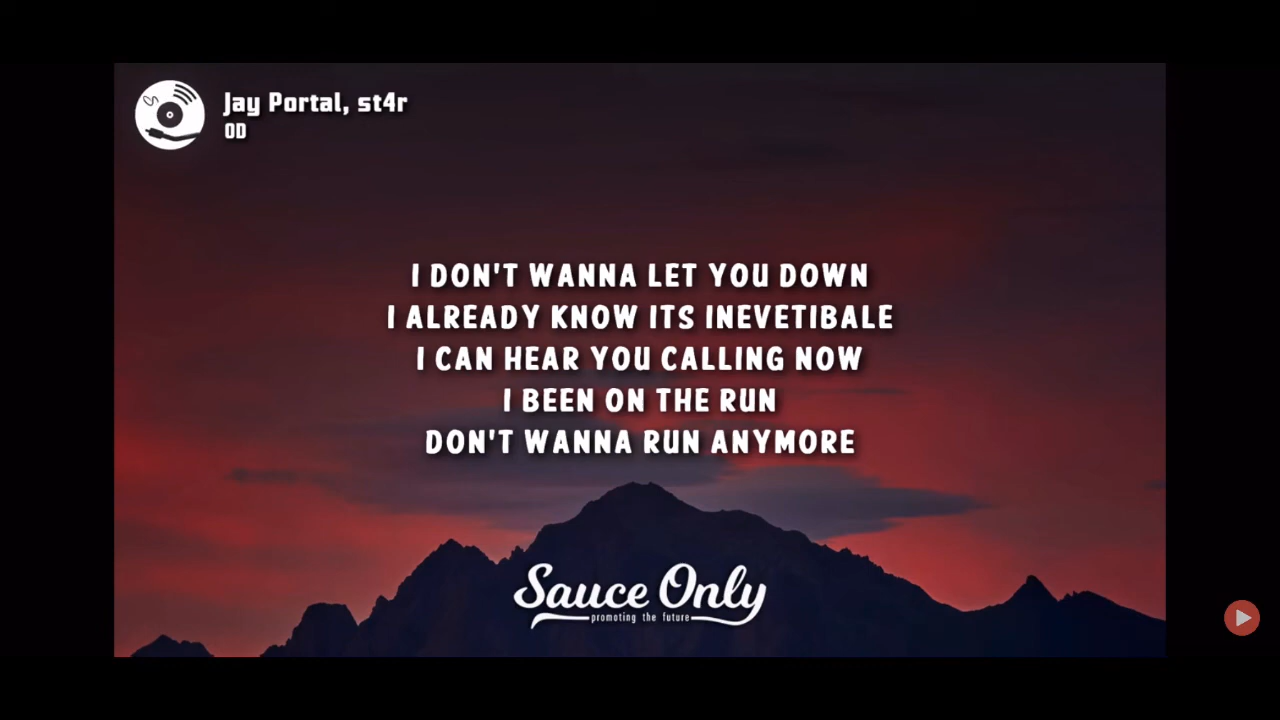 Jay Portal, st4r
OD
I DON'T WANNA LET YOU DOWN
I ALREADY KNOW ITS INEVETIBALE
I CAN HEAR YOU CALLING NOW
I BEEN ON THE RUN
DON'T WANNA RUN ANYMORE
Sauce Only
promoting the future